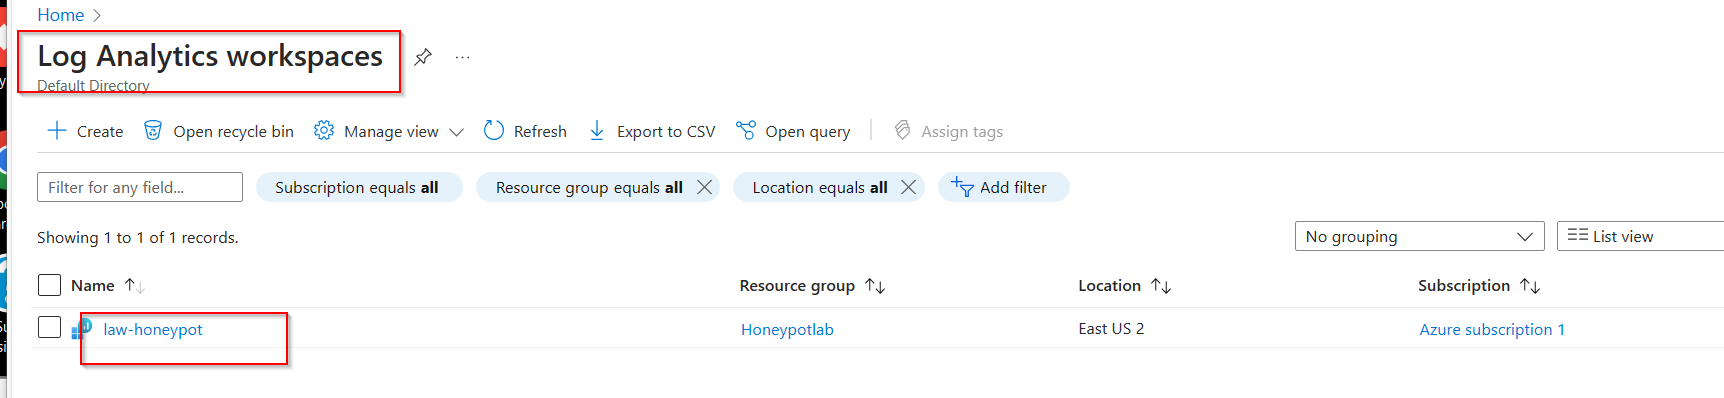 Home >
Log Analytics workspaces
Default Directory
Create Open recycle bin Manage view Refresh Export to CSV Open query Assign tags
Filter for any field... Subscription equals all Resource group equals all Location equals all Add filter
Showing 1 to 1 of 1 records.
No grouping List view
Name Resource group Location Subscription
law-honeypot Honeypotlab East US 2 Azure subscription 1